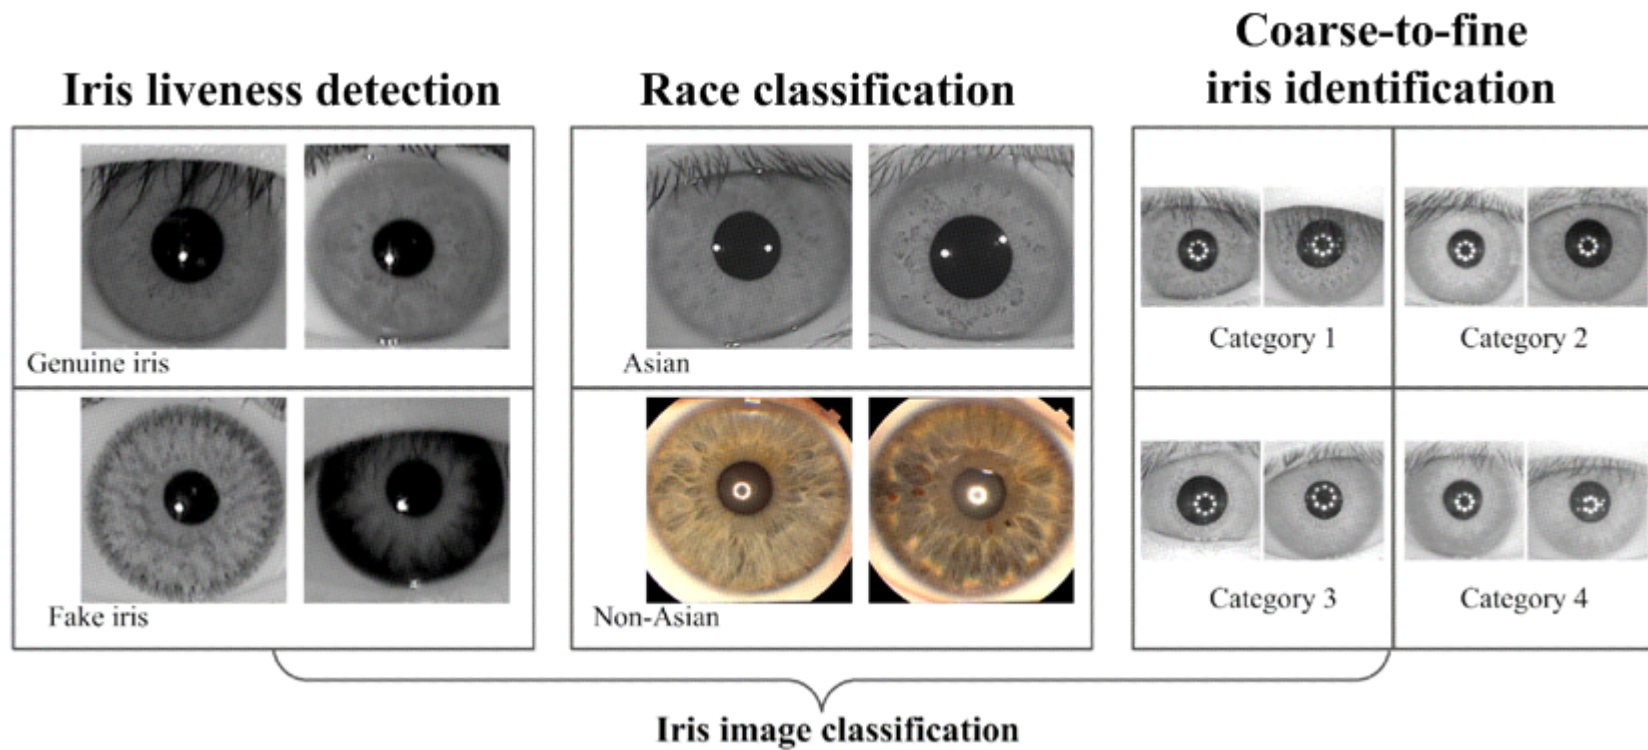 Iris liveness detection
Race classification
Coarse-to-fine
iris identification
Genuine iris
Asian
Category 1
Category 2
Fake iris
Non-Asian
Category 3
Category 4
Iris image classification